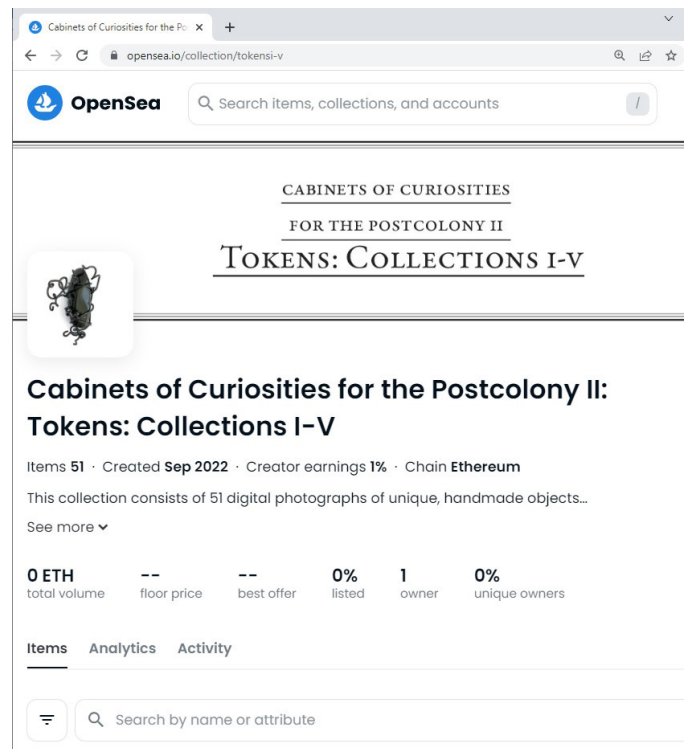 Cabinets of Curiosities for the Po
opensea.io/collection/tokensi-v
OpenSea
Search items, collections, and accounts
/
CABINETS OF CURIOSITIES
FOR THE POSTCOLONY II
TOKENS: COLLECTIONS I-V
Cabinets of Curiosities for the Postcolony II:
Tokens: Collections I-V
Items 51 · Created Sep 2022 · Creator earnings 1% · Chain Ethereum
This collection consists of 51 digital photographs of unique, handmade objects...
See more
0 ETH -- -- 0% 1 0%
total volume floor price best offer listed owner unique owners
Items Analytics Activity
Search by name or attribute